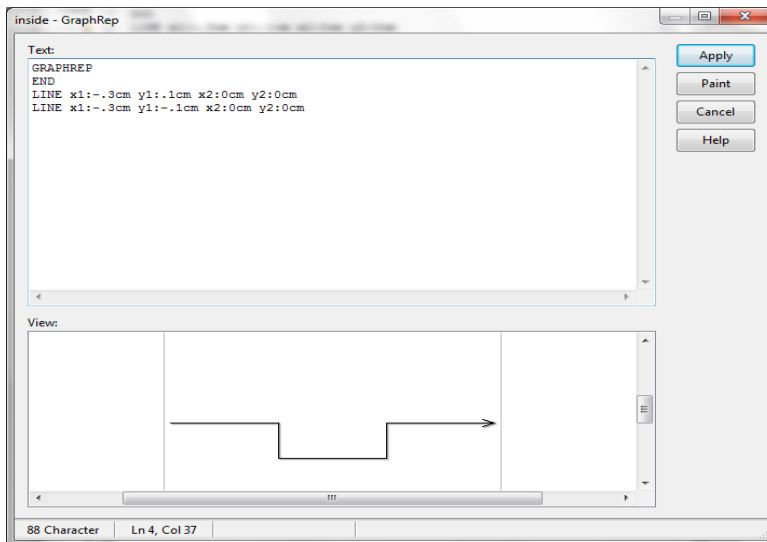 inside - GraphRep
Text:
GRAPHREP
END
LINE x1:-.3cm y1:.1cm x2:0cm y2:0cm
LINE x1:-.3cm y1:-.1cm x2:0cm y2:0cm
Apply
Paint
Cancel
Help
View:
88 Character
Ln 4, Col 37